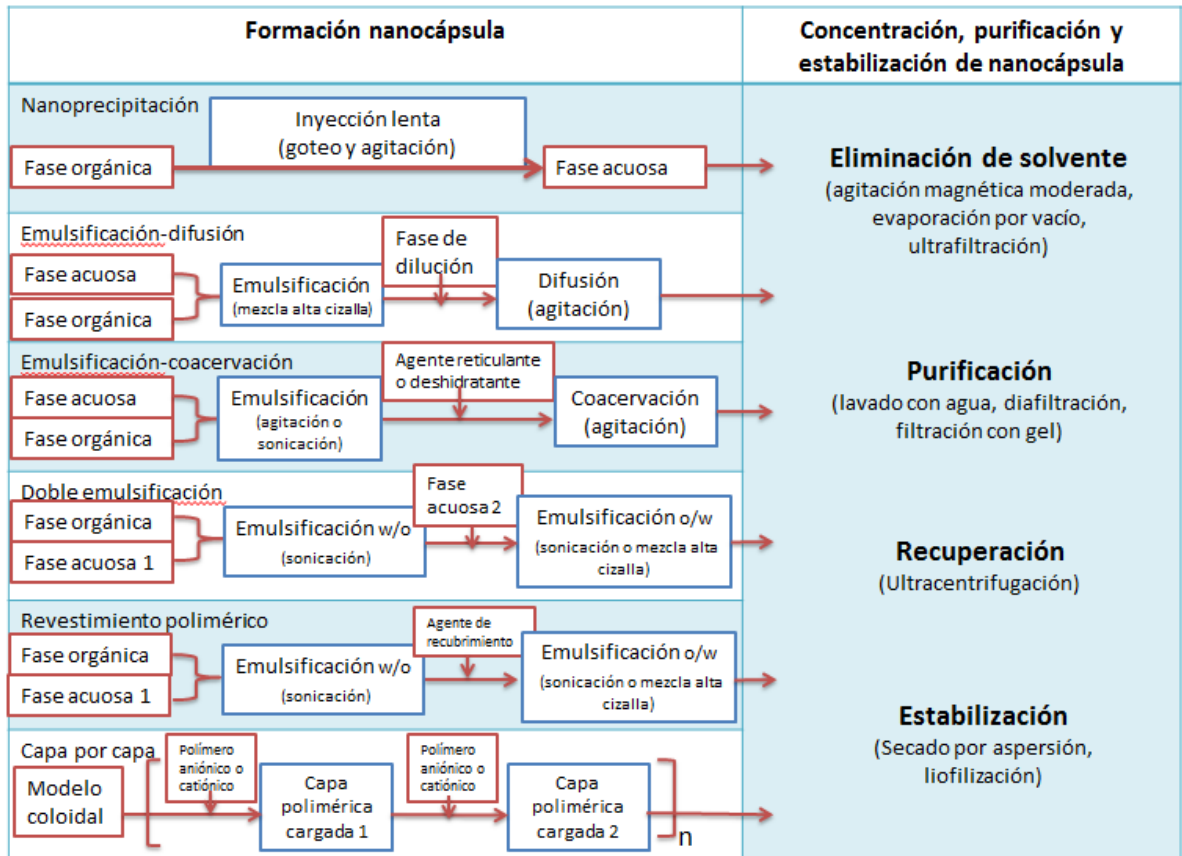 Formación nanocápsula
Concentración, purificación y
estabilización de nanocápsula
Nanoprecipitación
Inyección lenta
(goteo y agitación)
Fase orgánica
Fase acuosa
Emulsificación-difusión
Fase acuosa
Fase orgánica
Emulsificación
(mezcla alta cizalla)
Fase de
dilución
Difusión
(agitación)
Emulsificación-coacervación
Fase acuosa
Fase orgánica
Emulsificación
(agitación o
sonicación)
Agente reticulante
o deshidratante
Coacervación
(agitación)
Doble emulsificación
Fase orgánica
Fase acuosa 1
Emulsificación w/o
(sonicación)
Fase
acuosa 2
Emulsificación o/w
(sonicación o mezcla alta
cizalla)
Revestimiento polimérico
Fase orgánica
Fase acuosa 1
Emulsificación w/o
(sonicación)
Agente de
recubrimiento
Emulsificación o/w
(sonicación o mezcla alta
cizalla)
Capa por capa
Modelo
coloidal
Polímero
aniónico o
catiónico
Capa
polimérica
cargada 1
Polímero
aniónico o
catiónico
Capa
polimérica
cargada 2
n
Eliminación de solvente
(agitación magnética moderada,
evaporación por vacío,
ultrafiltración)
Purificación
(lavado con agua, diafiltración,
filtración con gel)
Recuperación
(Ultracentrifugación)
Estabilización
(Secado por aspersión,
liofilización)